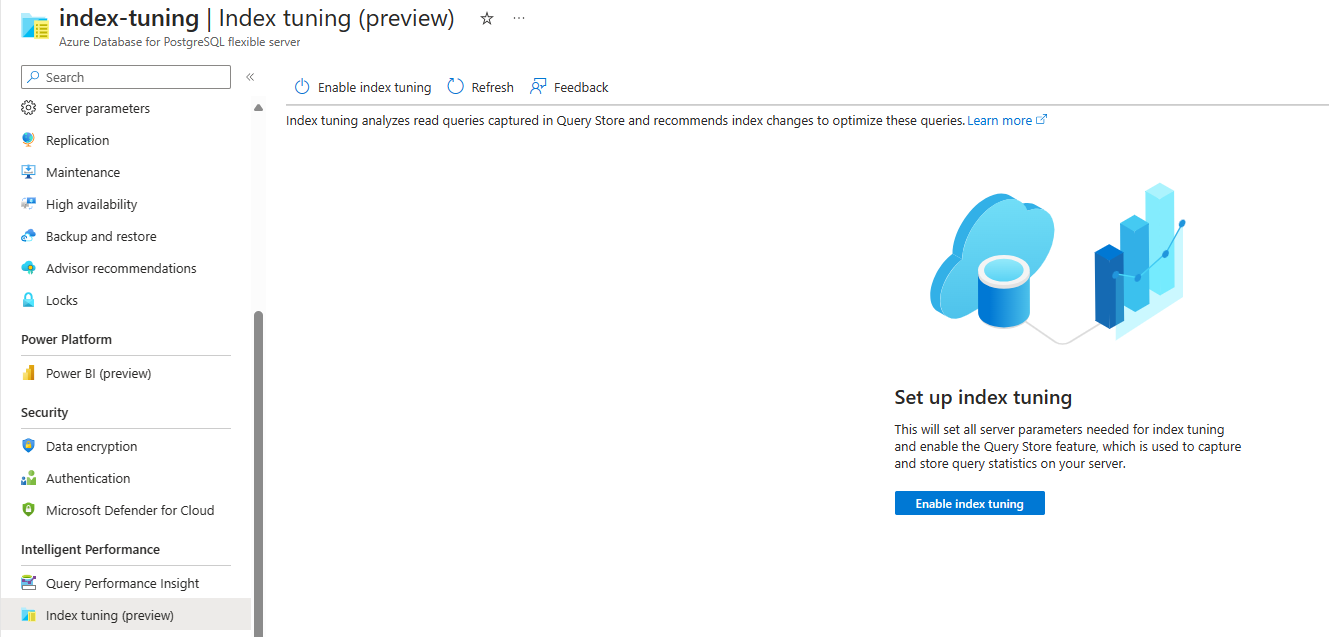 index-tuning | Index tuning (preview)
Azure Database for PostgreSQL flexible server
Search
Server parameters
Replication
Maintenance
High availability
Backup and restore
Advisor recommendations
Locks
Power Platform
Power BI (preview)
Security
Data encryption
Authentication
Microsoft Defender for Cloud
Intelligent Performance
Query Performance Insight
Index tuning (preview)
Enable index tuning Refresh Feedback
Index tuning analyzes read queries captured in Query Store and recommends index changes to optimize these queries. Learn more
Set up index tuning
This will set all server parameters needed for index tuning
and enable the Query Store feature, which is used to capture
and store query statistics on your server.
Enable index tuning